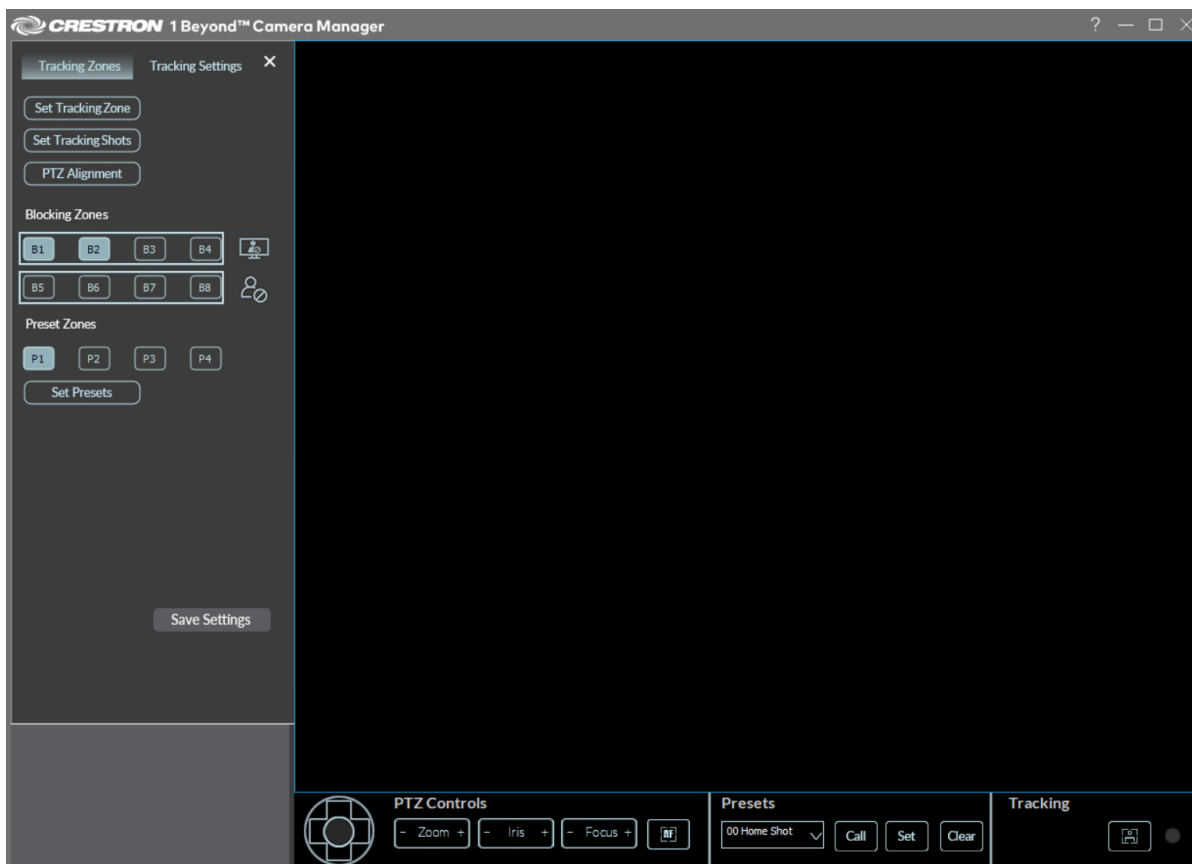 CRESTRON 1 Beyond™ Camera Manager ?
Tracking Zones Tracking Settings
Set Tracking Zone
Set Tracking Shots
PTZ Alignment
Blocking Zones
B1 B2 B3 B4
B5 B6 B7 B8
Preset Zones
P1 P2 P3 P4
Set Presets
Save Settings
PTZ Controls Presets Tracking
- Zoom + - Iris + - Focus + AF 00 Home Shot Call Set Clear